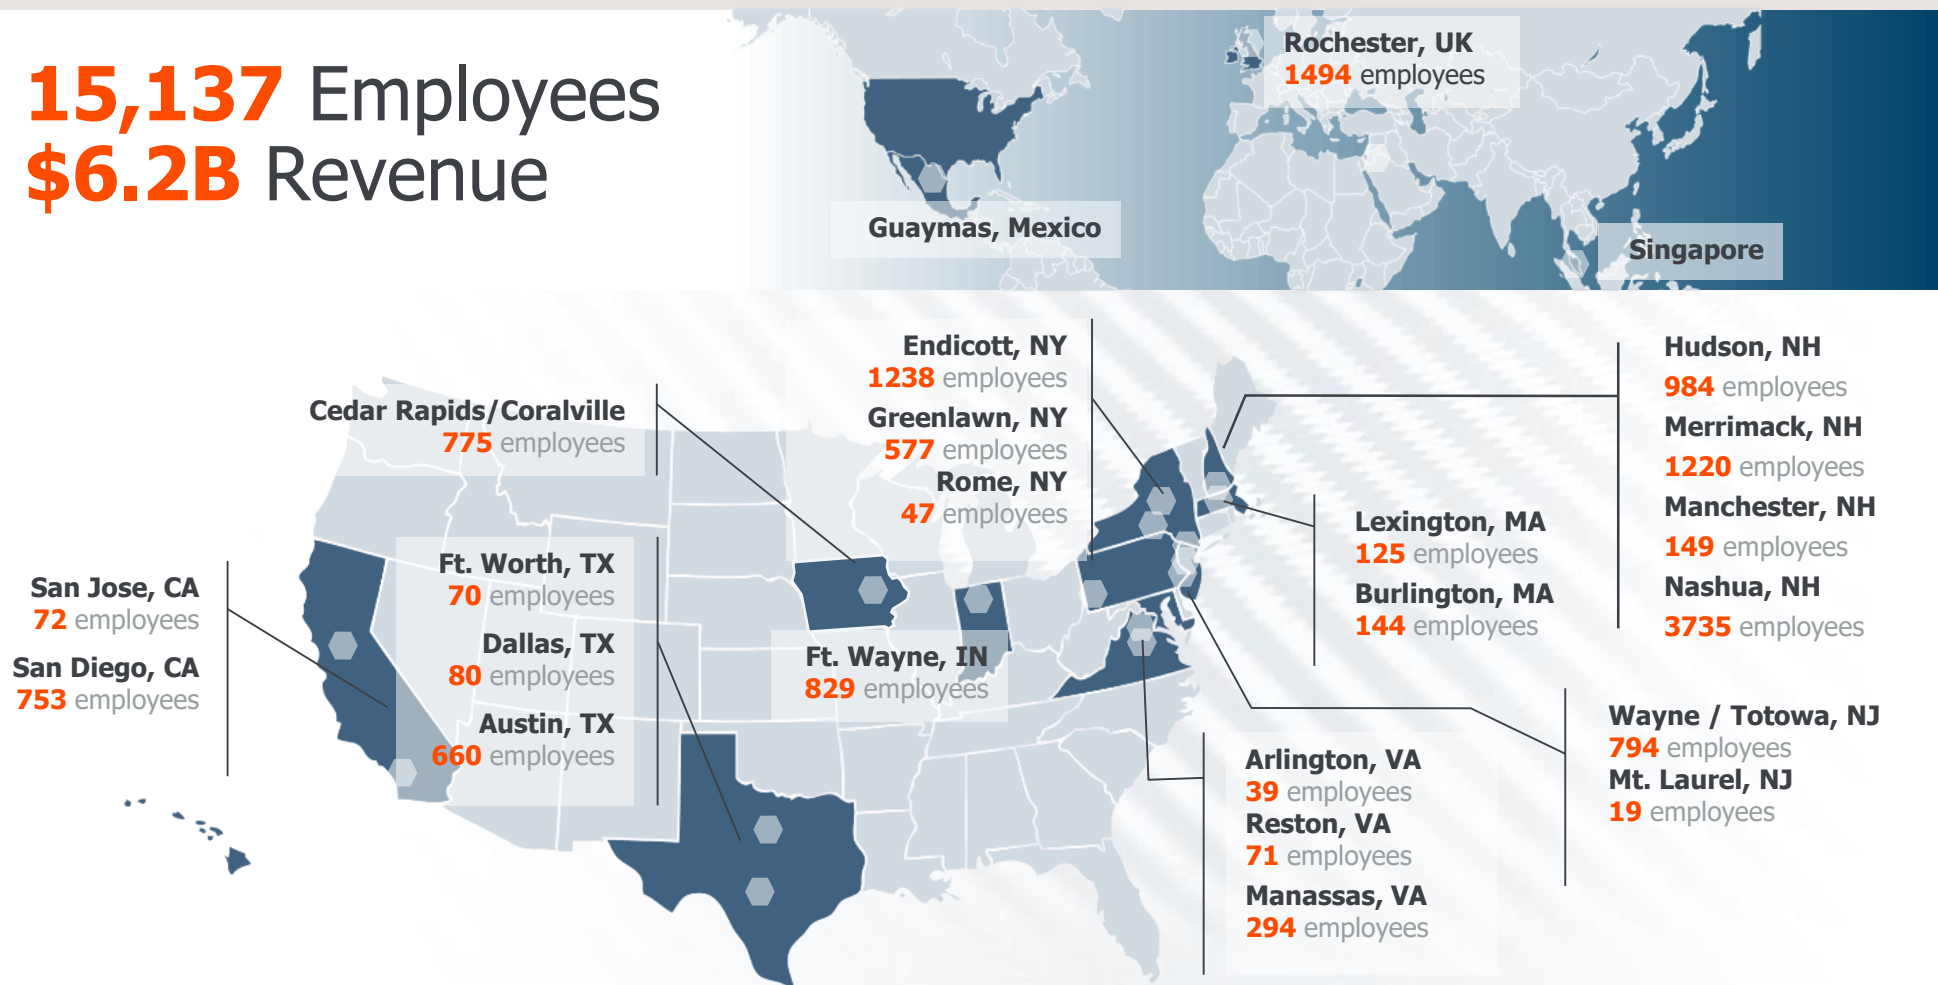 15,137 Employees
$6.2B Revenue
Rochester, UK
1494 employees
Guaymas, Mexico
Singapore
Cedar Rapids/Coralville
775 employees
Endicott, NY
1238 employees
Greenlawn, NY
577 employees
Rome, NY
47 employees
Hudson, NH
984 employees
Merrimack, NH
1220 employees
Manchester, NH
149 employees
Nashua, NH
3735 employees
Lexington, MA
125 employees
Burlington, MA
144 employees
San Jose, CA
72 employees
San Diego, CA
753 employees
Ft. Worth, TX
70 employees
Dallas, TX
80 employees
Austin, TX
660 employees
Ft. Wayne, IN
829 employees
Wayne / Totowa, NJ
794 employees
Mt. Laurel, NJ
19 employees
Arlington, VA
39 employees
Reston, VA
71 employees
Manassas, VA
294 employees